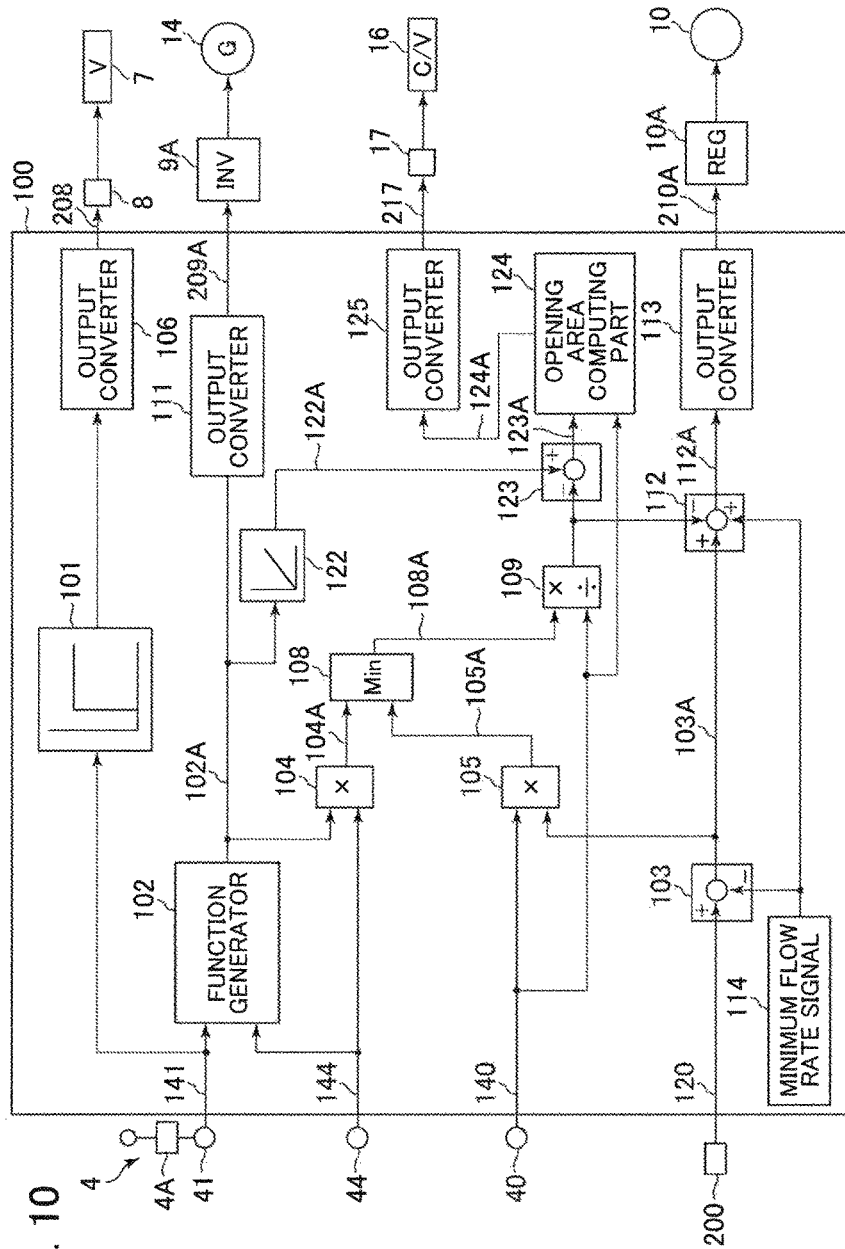 . 10
100
4
4A
41
141
44
144
40
140
200
120
101
102
FUNCTION
GENERATOR
102A
104
104A
105
105A
×
×
108
Min
108A
109
×
÷
103
+
−
103A
114
MINIMUM FLOW
RATE SIGNAL
106
OUTPUT
CONVERTER
111
OUTPUT
CONVERTER
122
122A
123
+
−
123A
124
OPENING
AREA
COMPUTING
PART
124A
125
OUTPUT
CONVERTER
112
−
+
+
112A
113
OUTPUT
CONVERTER
208
8
V
7
209A
9A
INV
G
14
217
17
C/V
16
210A
10A
REG
10